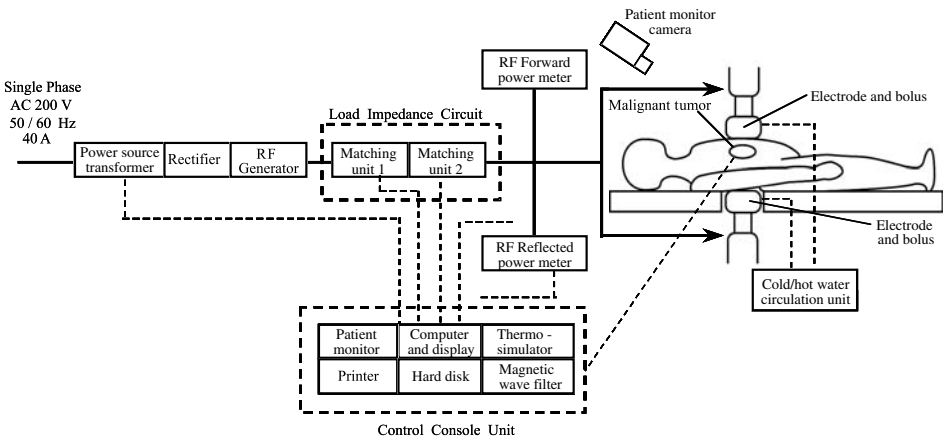 Patient monitor
camera
RF Forward
power meter
Single Phase
AC 200 V
50 / 60 Hz
40 A
Malignant tumor
Electrode and bolus
Load Impedance Circuit
Power source
transformer
Rectifier
RF
Generator
Matching
unit 1
Matching
unit 2
Electrode
and bolus
RF Reflected
power meter
Cold/hot water
circulation unit
Patient
monitor
Computer
and display
Thermo -
simulator
Printer
Hard disk
Magnetic
wave filter
Control Console Unit